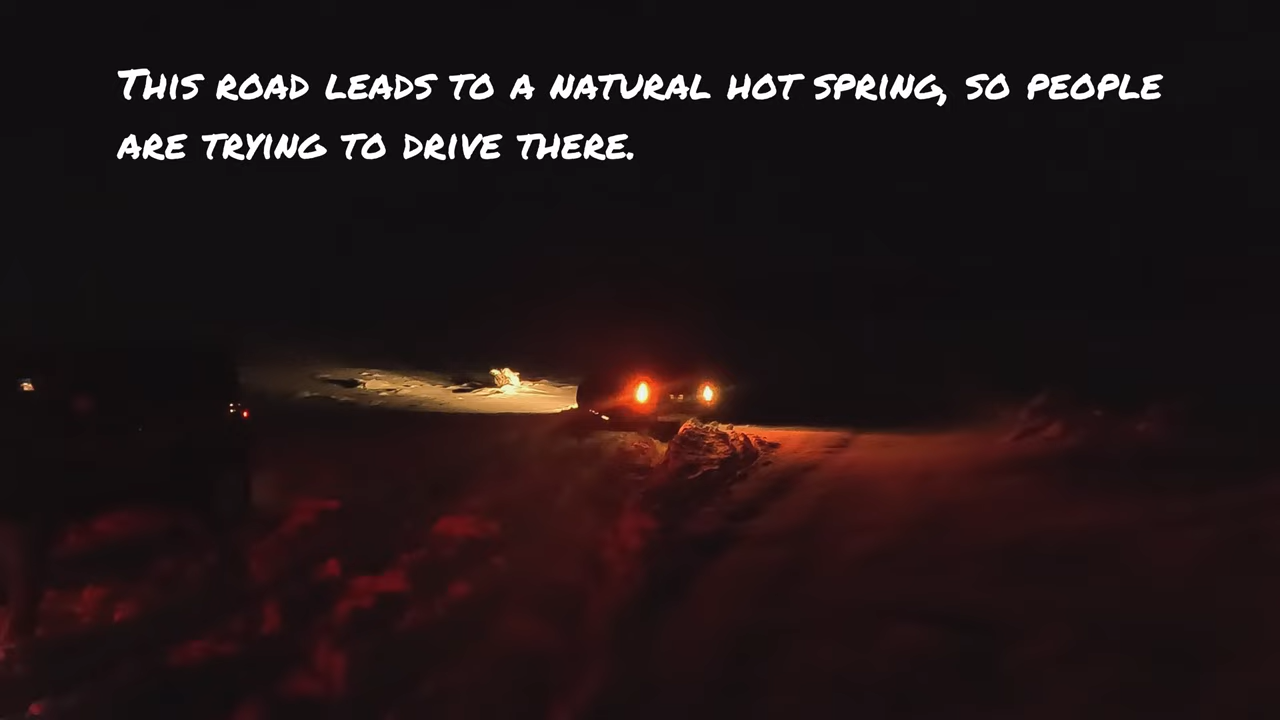 This road leads to a natural hot spring, so people
are trying to drive there.